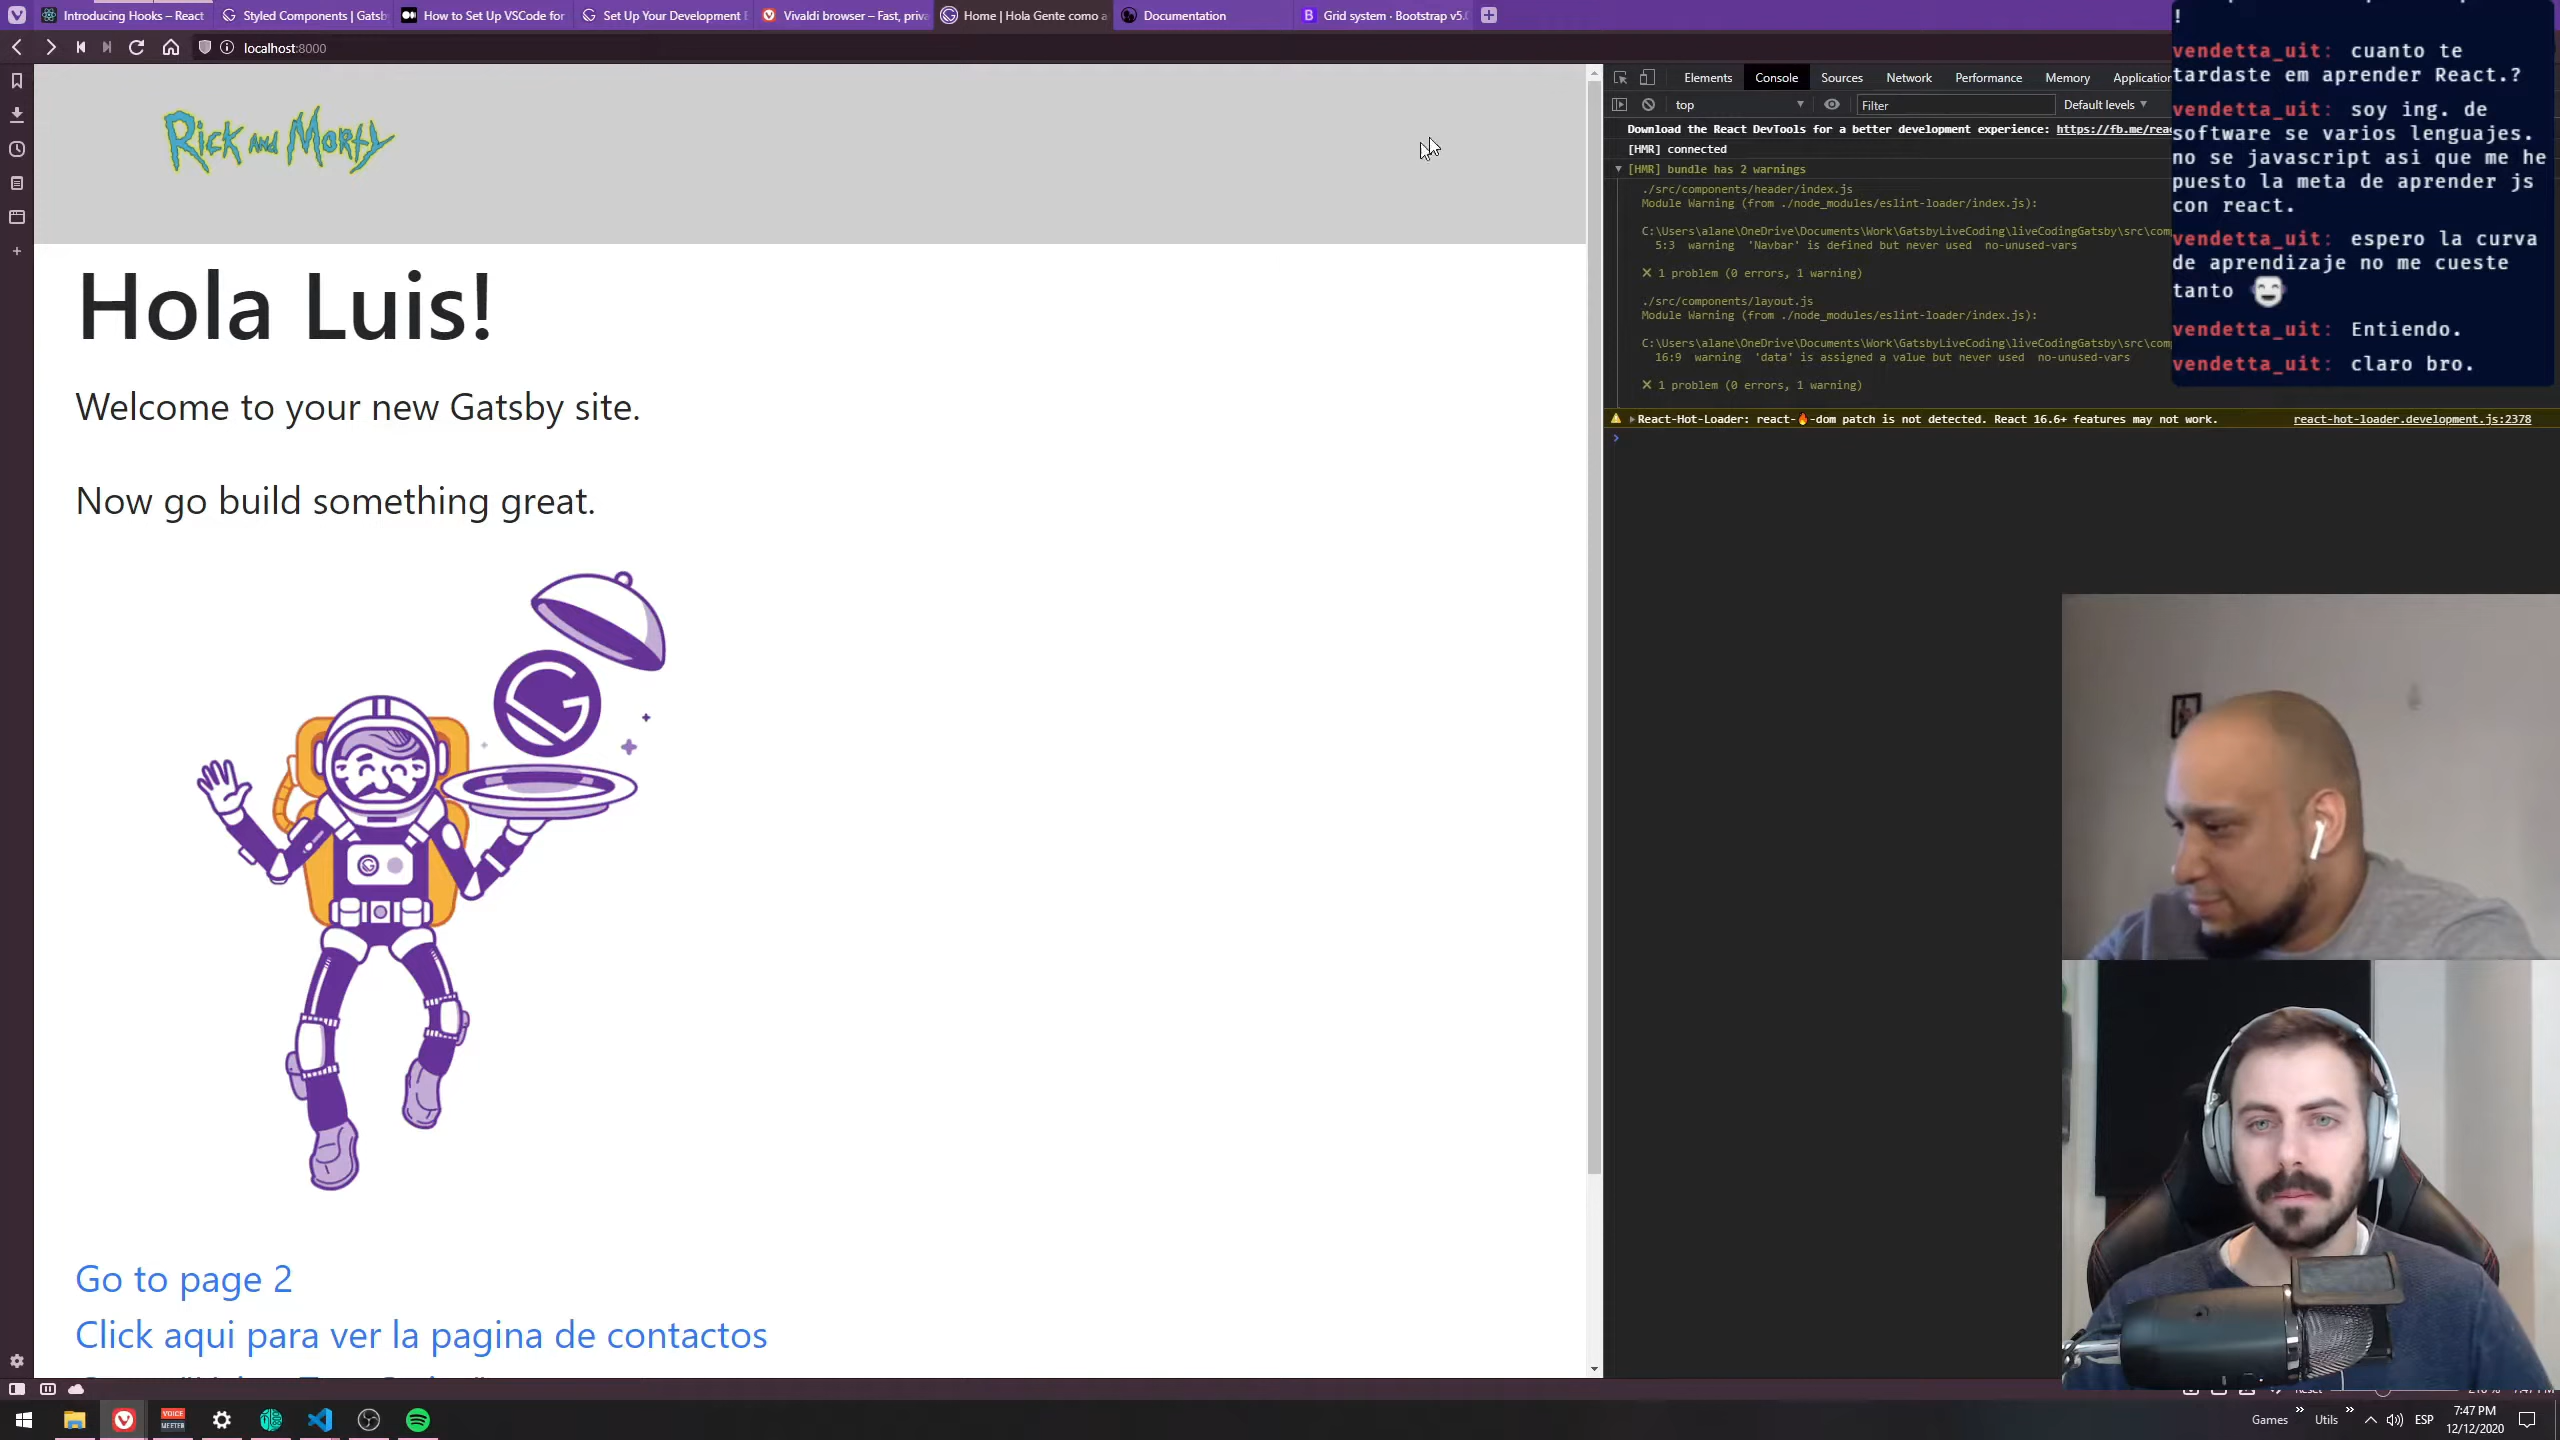 Introducing Hooks – React
Styled Components | Gatsb
How to Set Up VSCode for
Set Up Your Development E
Vivaldi browser – Fast, priva
Home | Hola Gente como a
Documentation
Grid system · Bootstrap v5.
localhost:8000
Rick and Morty
Hola Luis!
Welcome to your new Gatsby site.
Now go build something great.
Go to page 2
Click aqui para ver la pagina de contactos
Elements
Console
Sources
Network
Performance
Memory
Application
top
Filter
Default levels
Download the React DevTools for a better development experience: https://fb.me/reac
[HMR] connected
[HMR] bundle has 2 warnings
./src/components/header/index.js
Module Warning (from ./node_modules/eslint-loader/index.js):
C:\Users\alane\OneDrive\Documents\Work\GatsbyLiveCoding\liveCodingGatsby\src\comp
5:3 warning 'Navbar' is defined but never used no-unused-vars
✕ 1 problem (0 errors, 1 warning)
./src/components/layout.js
Module Warning (from ./node_modules/eslint-loader/index.js):
C:\Users\alane\OneDrive\Documents\Work\GatsbyLiveCoding\liveCodingGatsby\src\comp
16:9 warning 'data' is assigned a value but never used no-unused-vars
✕ 1 problem (0 errors, 1 warning)
React-Hot-Loader: react-🔥-dom patch is not detected. React 16.6+ features may not work.
react-hot-loader.development.js:2378
!
vendetta_uit: cuanto te
tardaste em aprender React.?
vendetta_uit: soy ing. de
software se varios lenguajes.
no se javascript asi que me he
puesto la meta de aprender js
con react.
vendetta_uit: espero la curva
de aprendizaje no me cueste
tanto
vendetta_uit: Entiendo.
vendetta_uit: claro bro.
VOICE
MEETER
Games
Utils
ESP
7:47 PM
12/12/2020